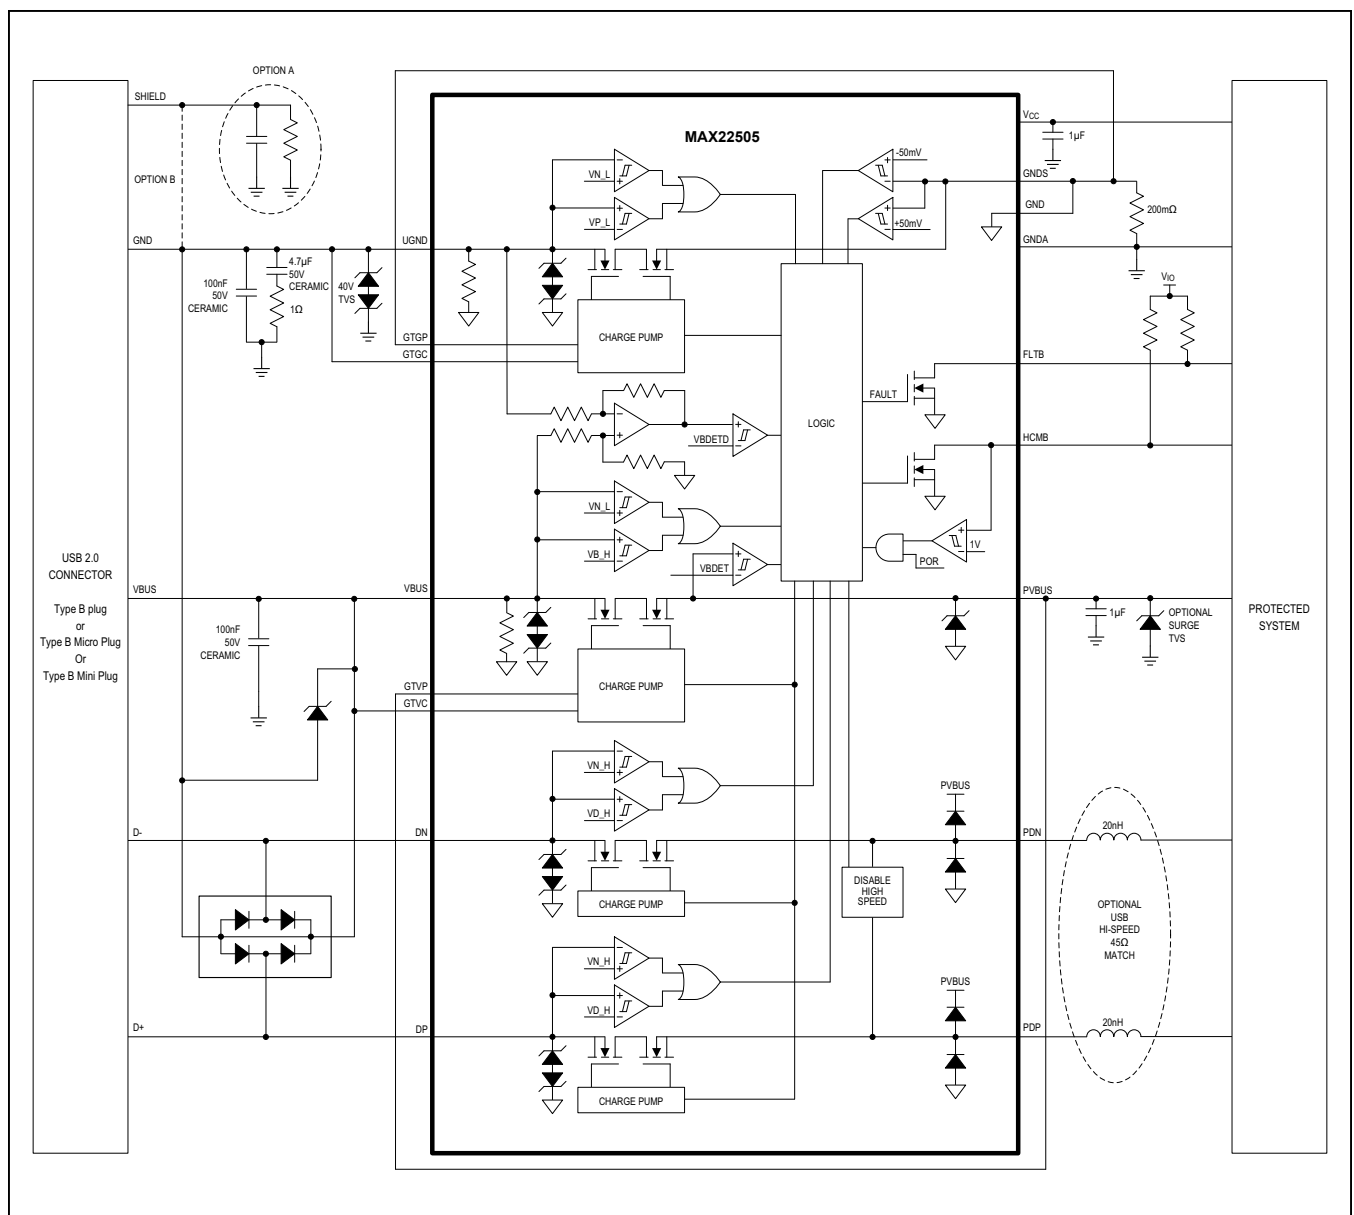 OPTION A
SHIELD
OPTION B
GND
4.7µF
50V
CERAMIC
100nF
50V
CERAMIC
1Ω
40V
TVS
UGND
GTGP
GTGC
MAX22505
VN_L
VP_L
CHARGE PUMP
-50mV
+50mV
VCC
1µF
GNDS
GND
200mΩ
GNDA
VIO
FLTB
FAULT
LOGIC
VBDETD
HCMB
VN_L
VB_H
VBDET
1V
POR
USB 2.0
CONNECTOR
Type B plug
or
Type B Micro Plug
Or
Type B Mini Plug
VBUS
100nF
50V
CERAMIC
VBUS
GTVP
GTVC
CHARGE PUMP
PVBUS
1µF
OPTIONAL
SURGE
TVS
PROTECTED
SYSTEM
VN_H
VD_H
D-
DN
CHARGE PUMP
DISABLE
HIGH
SPEED
PVBUS
PDN
20nH
OPTIONAL
USB
HI-SPEED
45Ω
MATCH
VN_H
VD_H
D+
DP
CHARGE PUMP
PVBUS
PDP
20nH